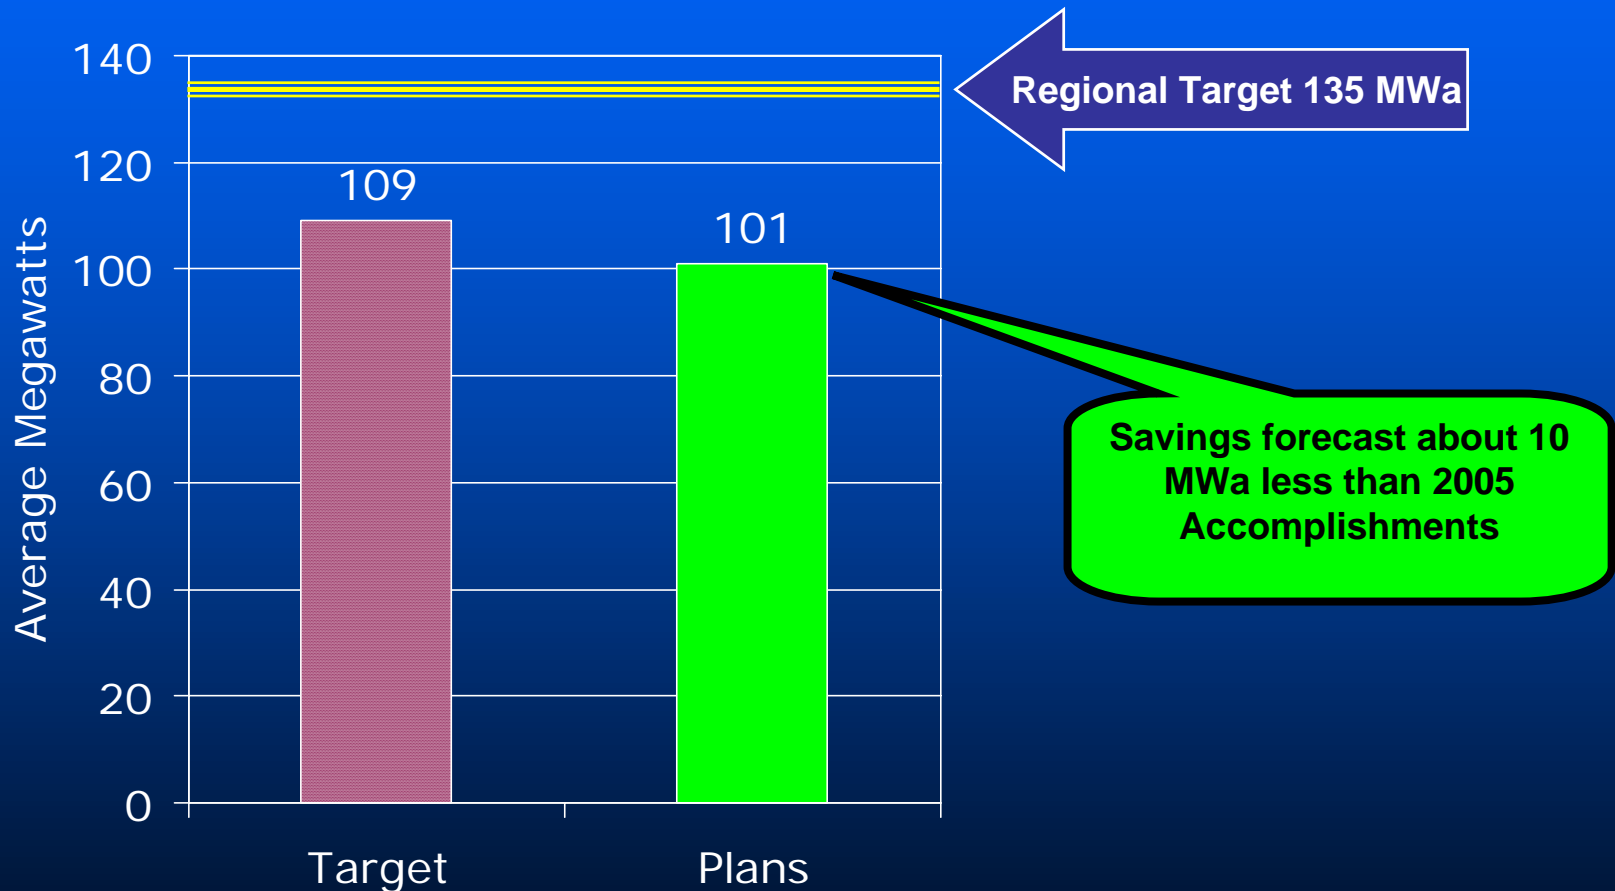 Regional Target 135 MWa
140
120
100
80
60
40
20
0
Average Megawatts
109
101
Savings forecast about 10
MWa less than 2005
Accomplishments
Target
Plans